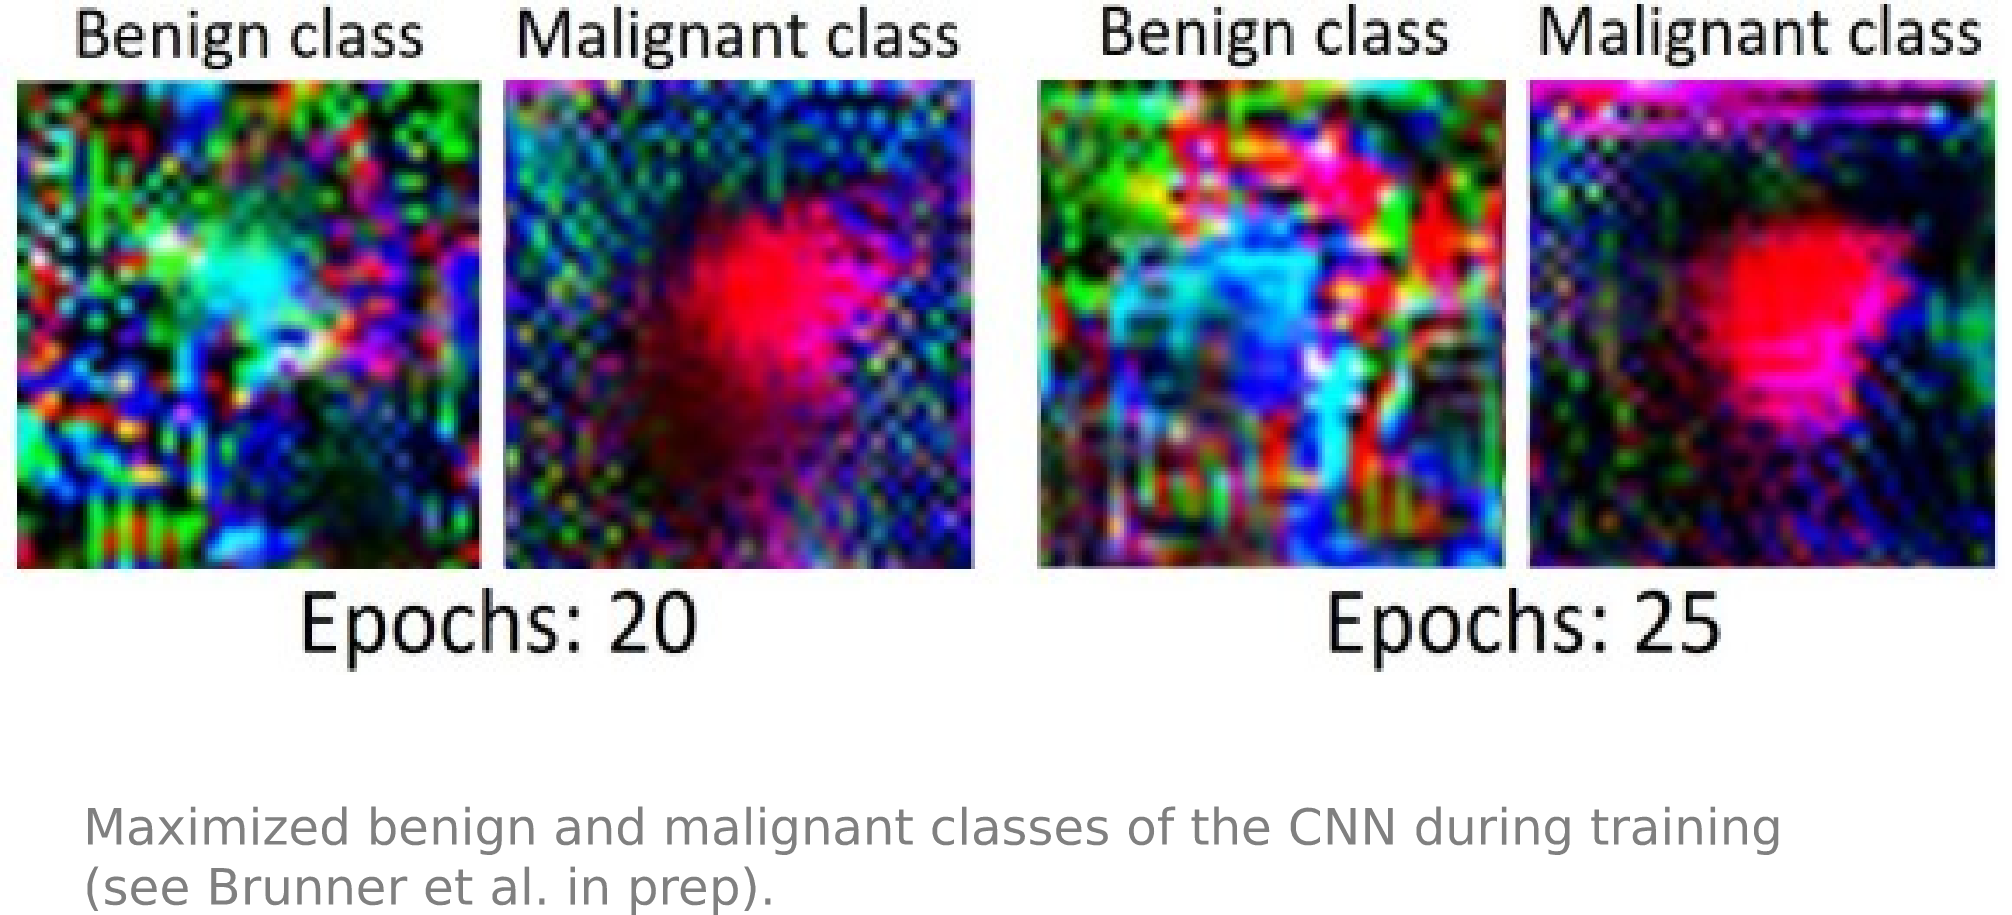 Benign class Malignant class Benign class Malignant class
Epochs: 20 Epochs: 25
Maximized benign and malignant classes of the CNN during training
(see Brunner et al. in prep).